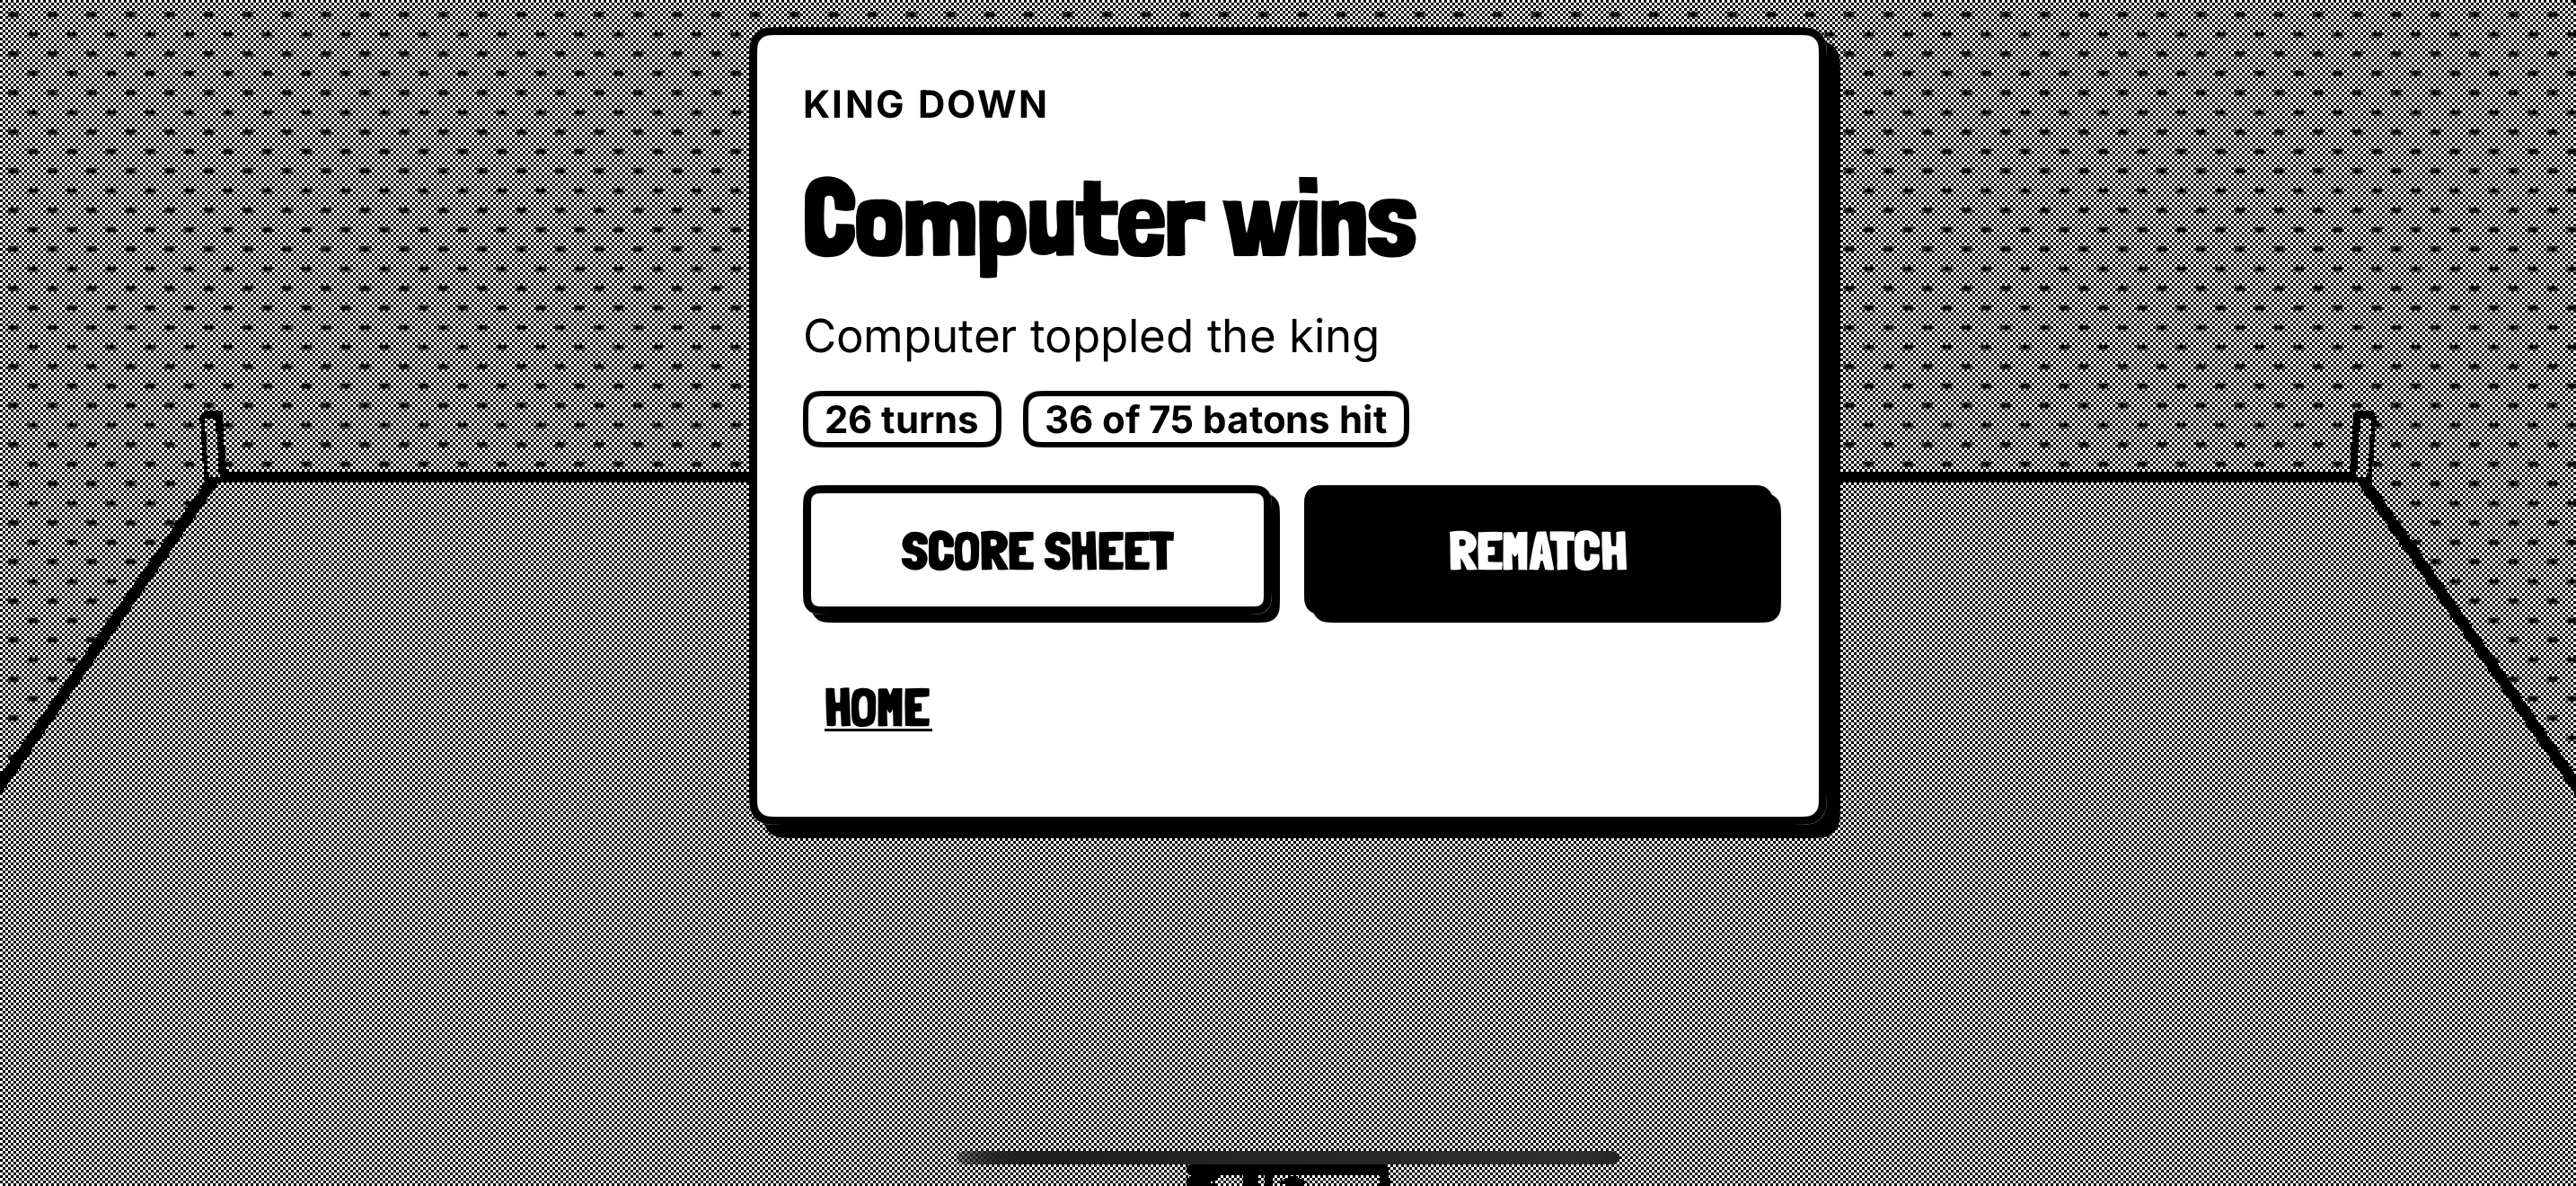 KING DOWN
Computer wins
Computer toppled the king
26 turns 36 of 75 batons hit
SCORE SHEET REMATCH
HOME